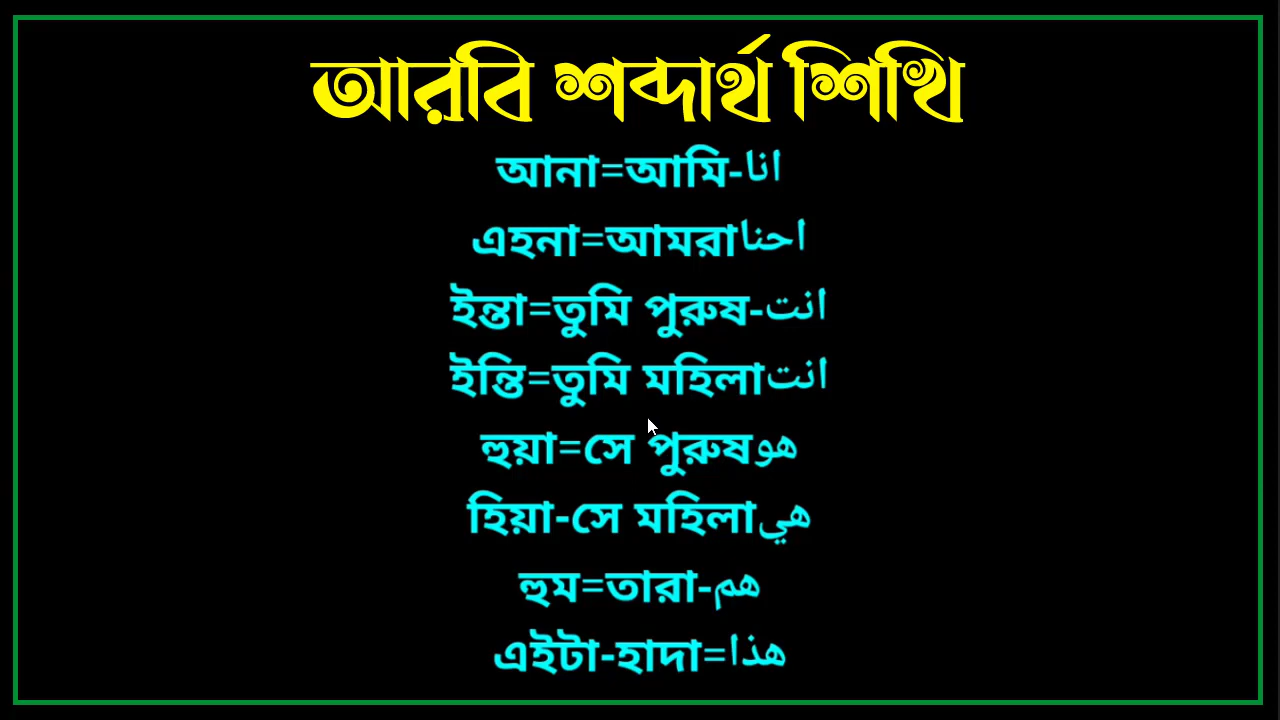 আরবি শব্দার্থ শিখি
আনা=আমি-انا
এহনা=আমরাاحنا
ইন্তা=তুমি পুরুষ-انت
ইন্তি=তুমি মহিলাانت
হুয়া=সে পুরুষهو
হিয়া-সে মহিলাهي
হুম=তারা-هم
এইটা-হাদা=هذا